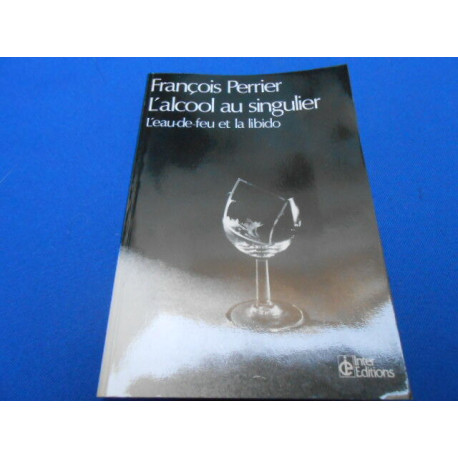 François Perrier
L'alcool au singulier
L'eau-de-feu et la libido
Inter
Editions